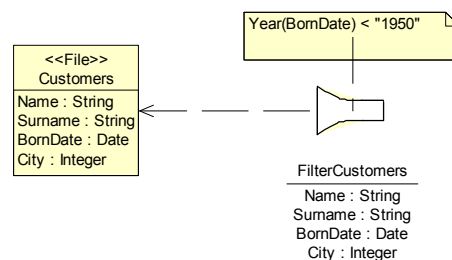 Year(BornDate) < "1950"
<<File>>
Customers
Name : String
Surname : String
BornDate : Date
City : Integer
FilterCustomers
Name : String
Surname : String
BornDate : Date
City : Integer